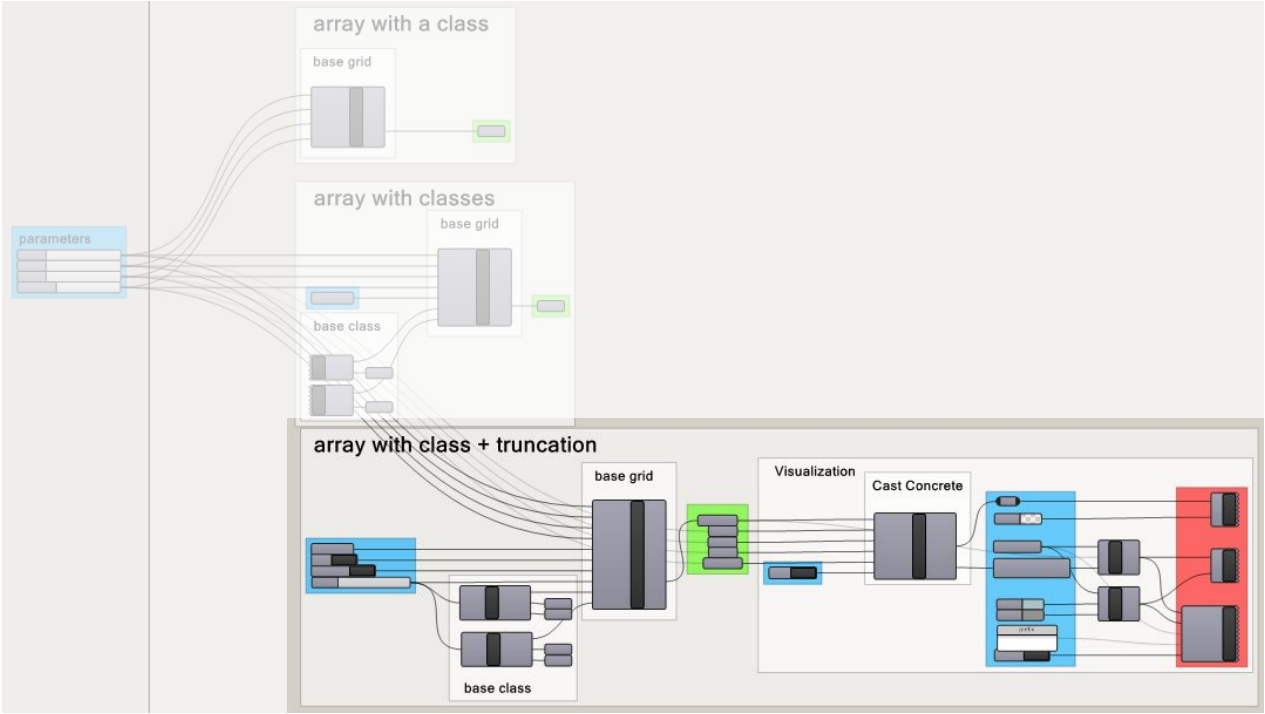 array with a class
base grid
array with classes
base grid
parameters
base class
array with class + truncation
base grid
Visualization
Cast Concrete
base class